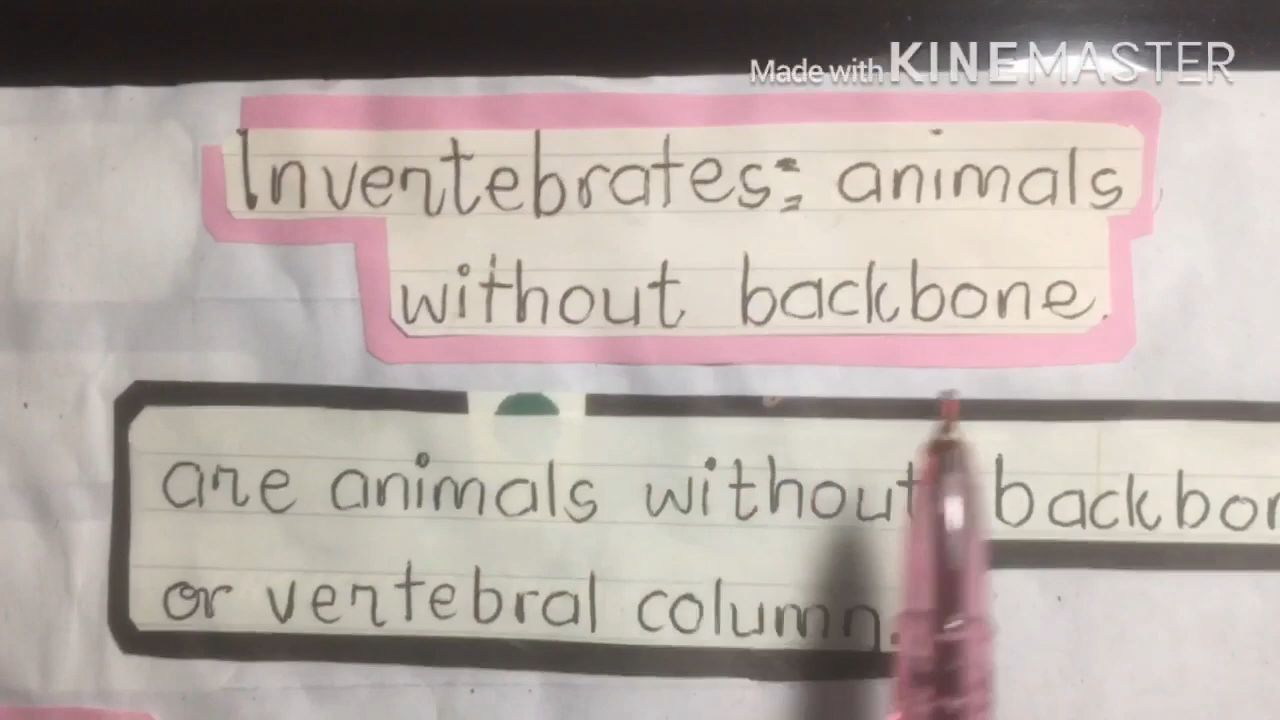 Made with KINEMASTER
Invertebrates: animals
without backbone.
are animals without backbon
or vertebral column.